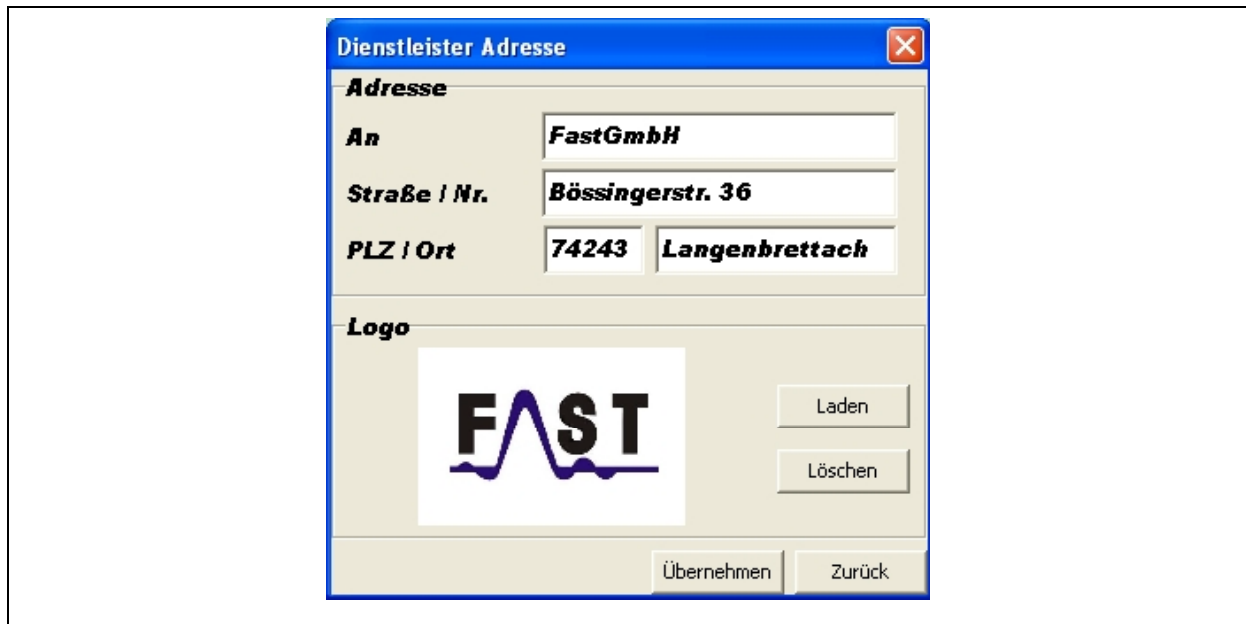 Dienstleister Adresse
Adresse
An FastGmbH
Straße / Nr. Bössingerstr. 36
PLZ / Ort 74243 Langenbrettach
Logo
FAST
Laden
Löschen
Übernehmen Zurück